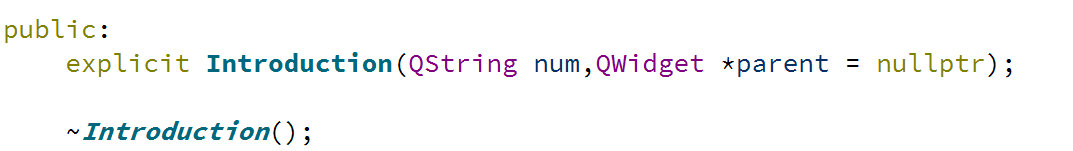 public:
explicit Introduction(QString num,QWidget *parent = nullptr);
~Introduction();